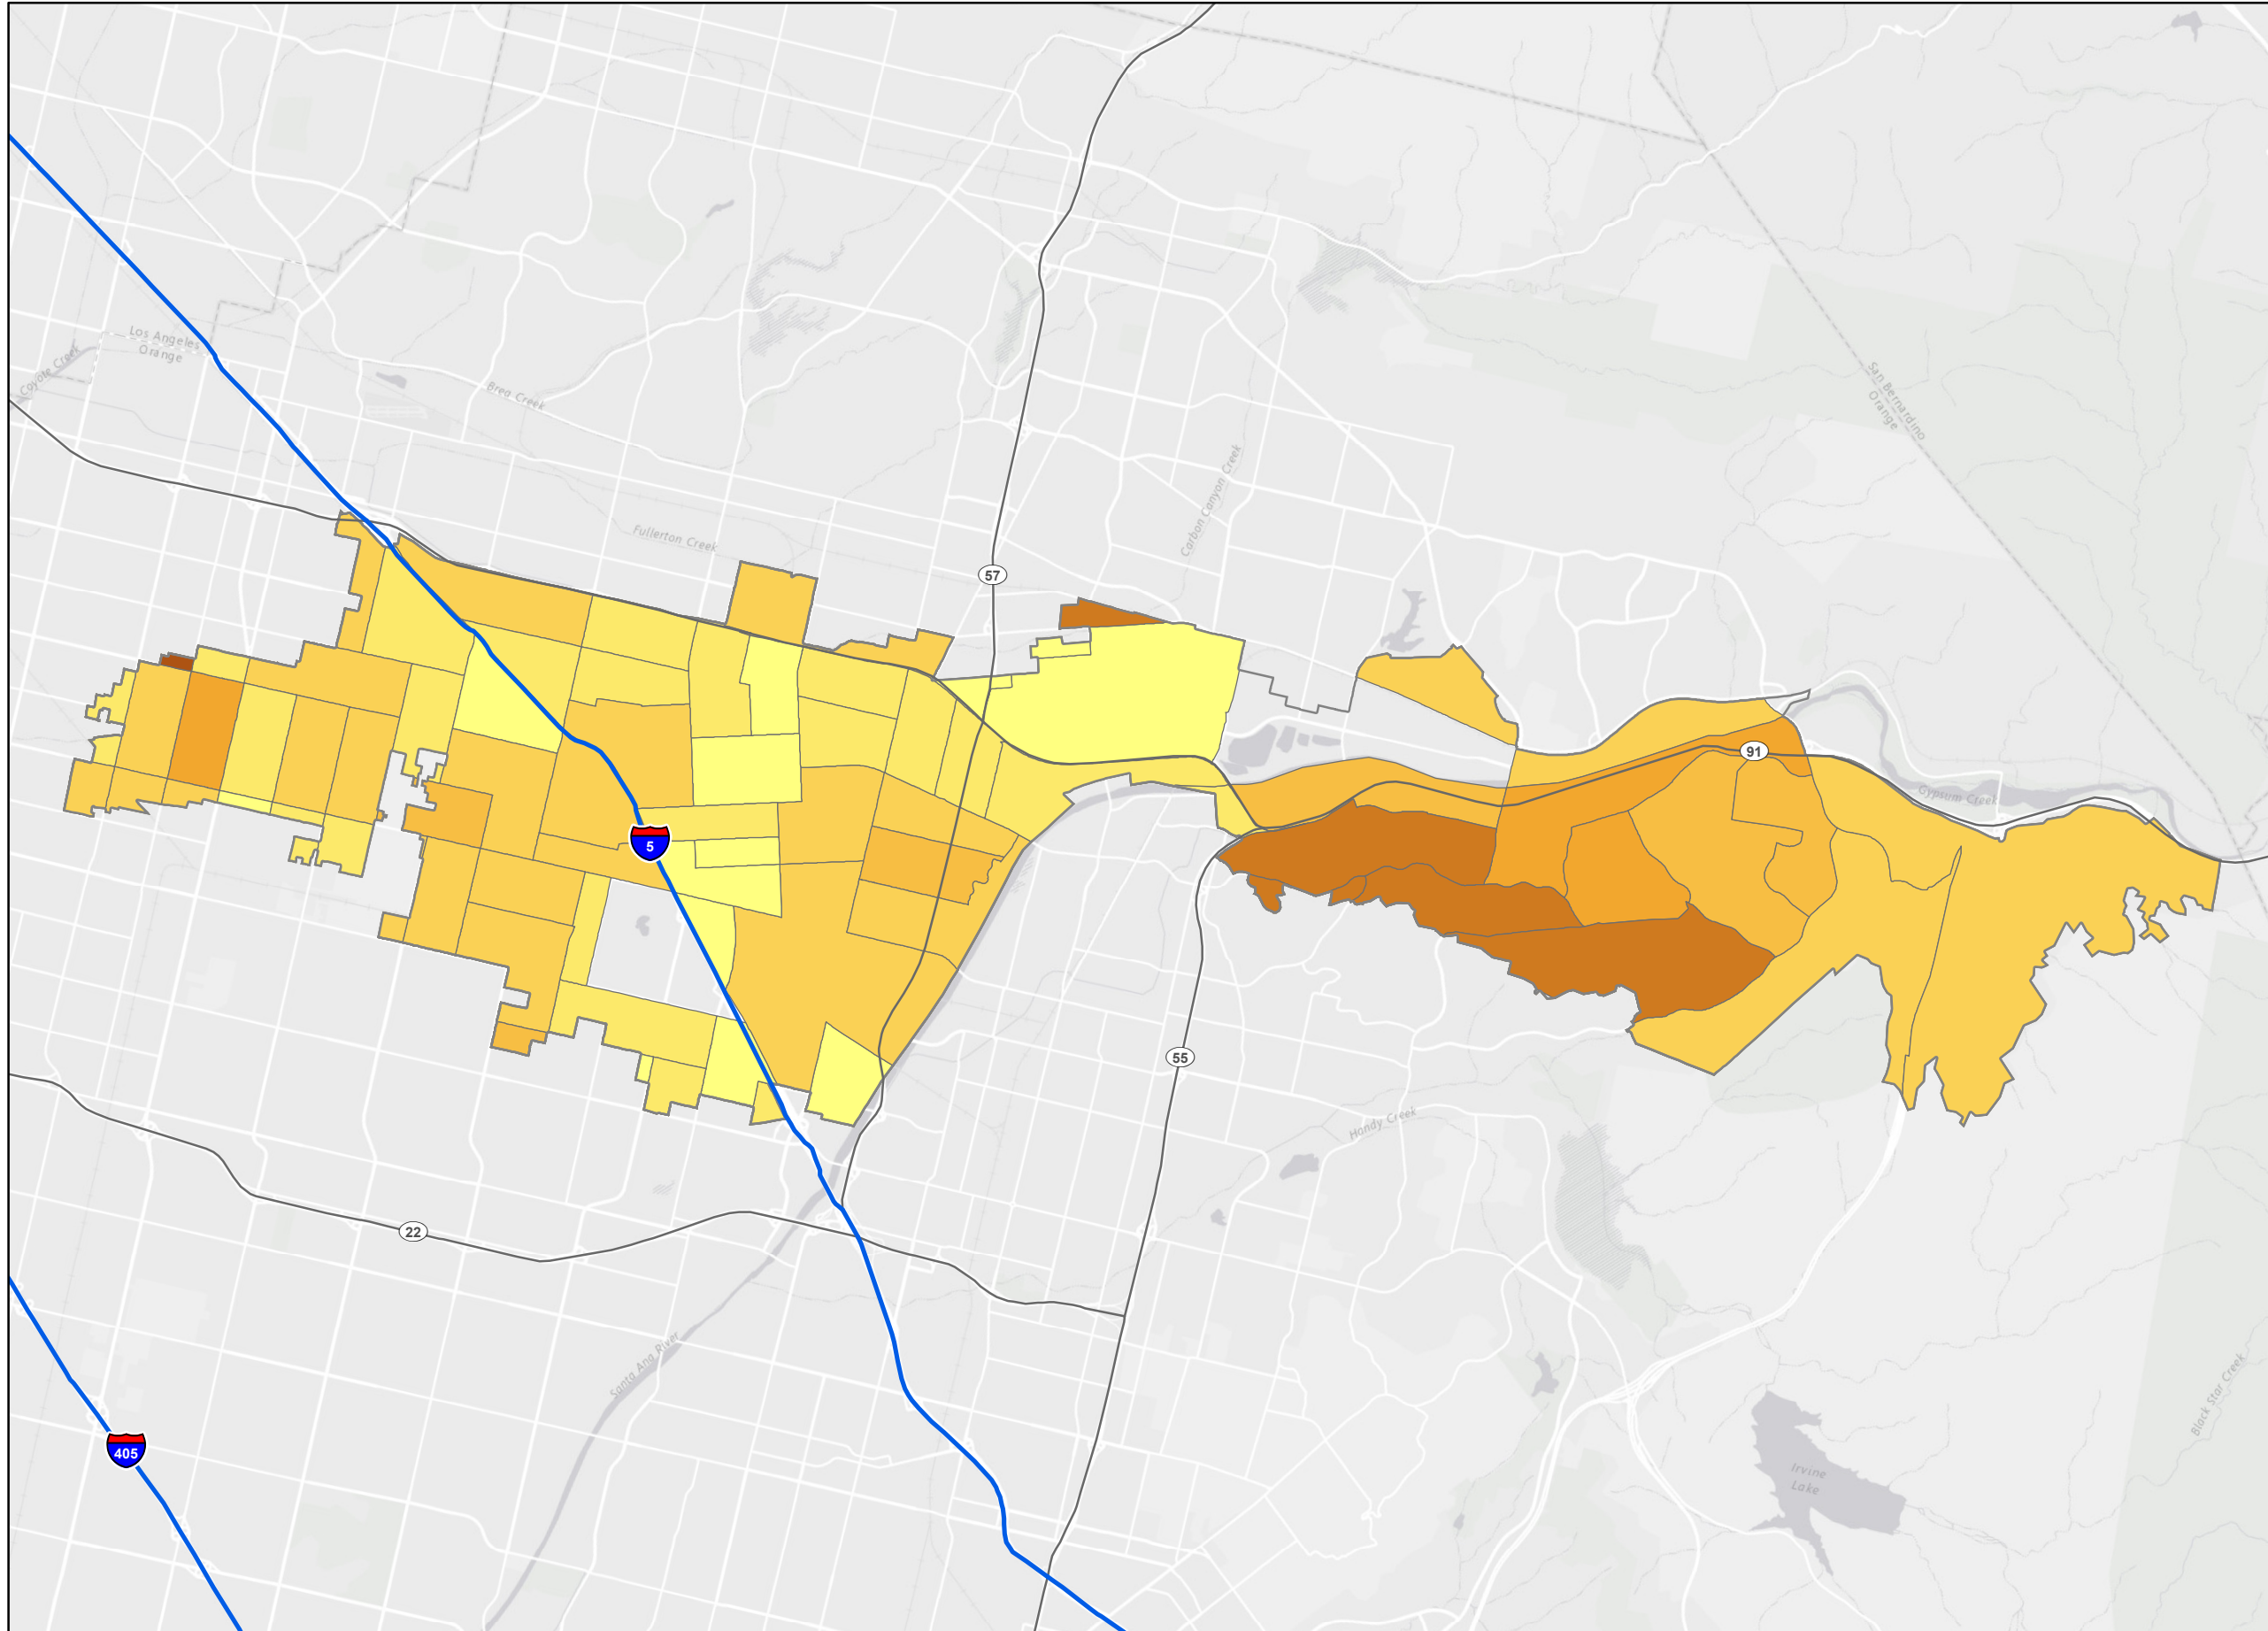 Los Angeles
Orange
Coyote Creek
Brea Creek
Fullerton Creek
Carbon Canyon Creek
San Bernardino
Orange
57
91
Gypsum Creek
5
55
Handy Creek
22
Santa Ana River
405
Irvine
Lake
Black Star Creek